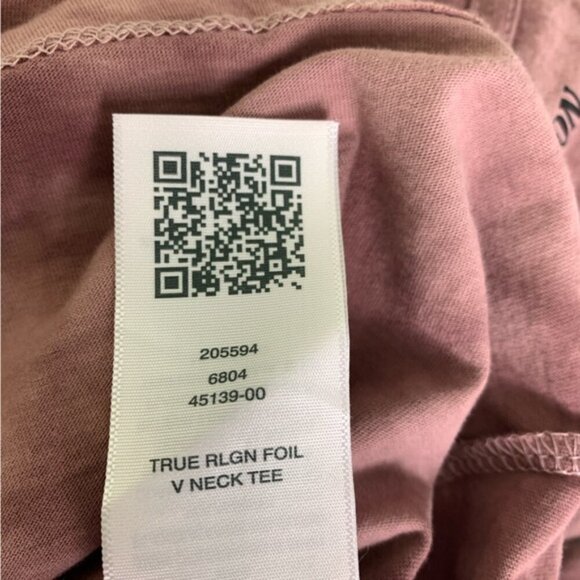 205594
6804
45139-00
TRUE RLGN FOIL
V NECK TEE